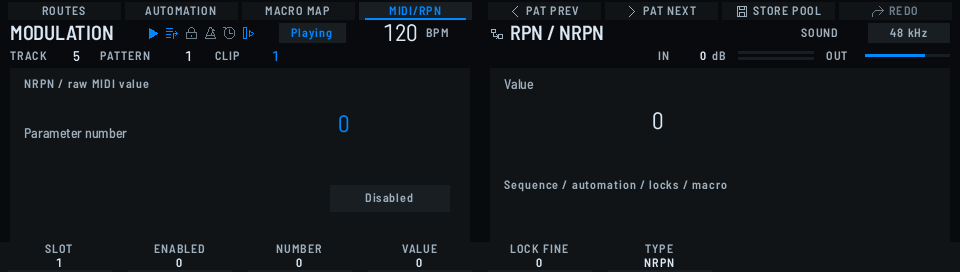 ROUTES AUTOMATION MACRO MAP MIDI/RPN PAT PREV PAT NEXT STORE POOL REDO
MODULATION Playing 120 BPM RPN / NRPN SOUND 48 kHz
TRACK 5 PATTERN 1 CLIP 1 IN 0 dB OUT
NRPN / raw MIDI value
Value
Parameter number 0
0
Sequence / automation / locks / macro
Disabled
SLOT ENABLED NUMBER VALUE LOCK FINE TYPE
1 0 0 0 0 NRPN